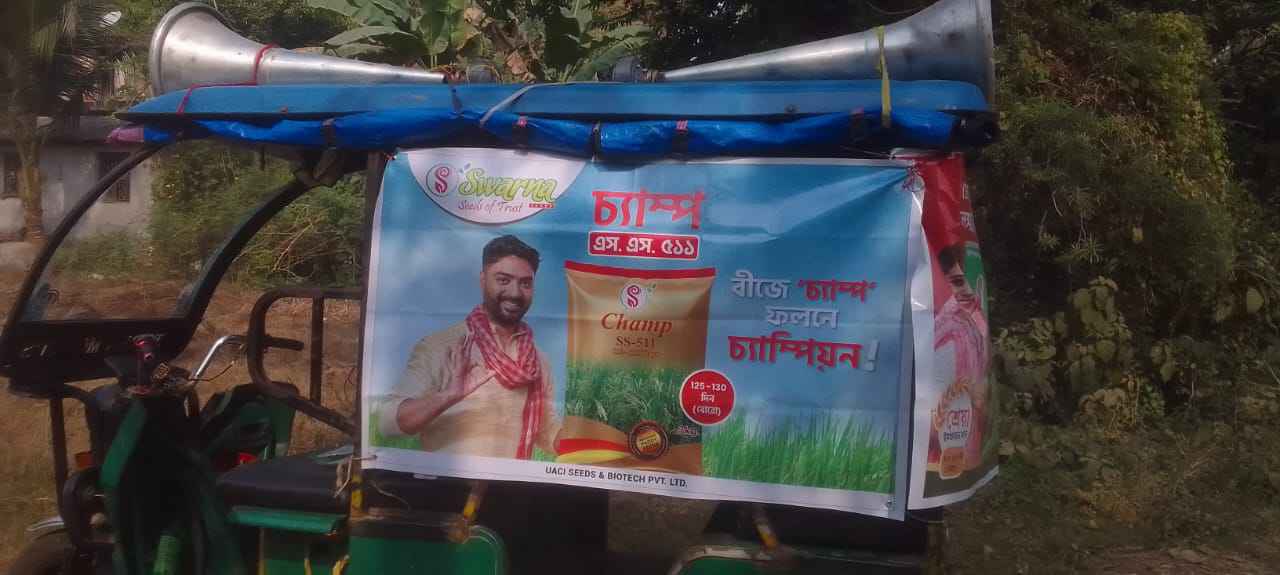 Swarna
Seeds of Trust
চ্যাম্প
এস. এস. ৫১১
Champ
SS-511
বীজে 'চ্যাম্প'
ফলনে
চ্যাম্পিয়ন!
125-130
দিন
(বোরো)
UACI SEEDS & BIOTECH PVT. LTD.